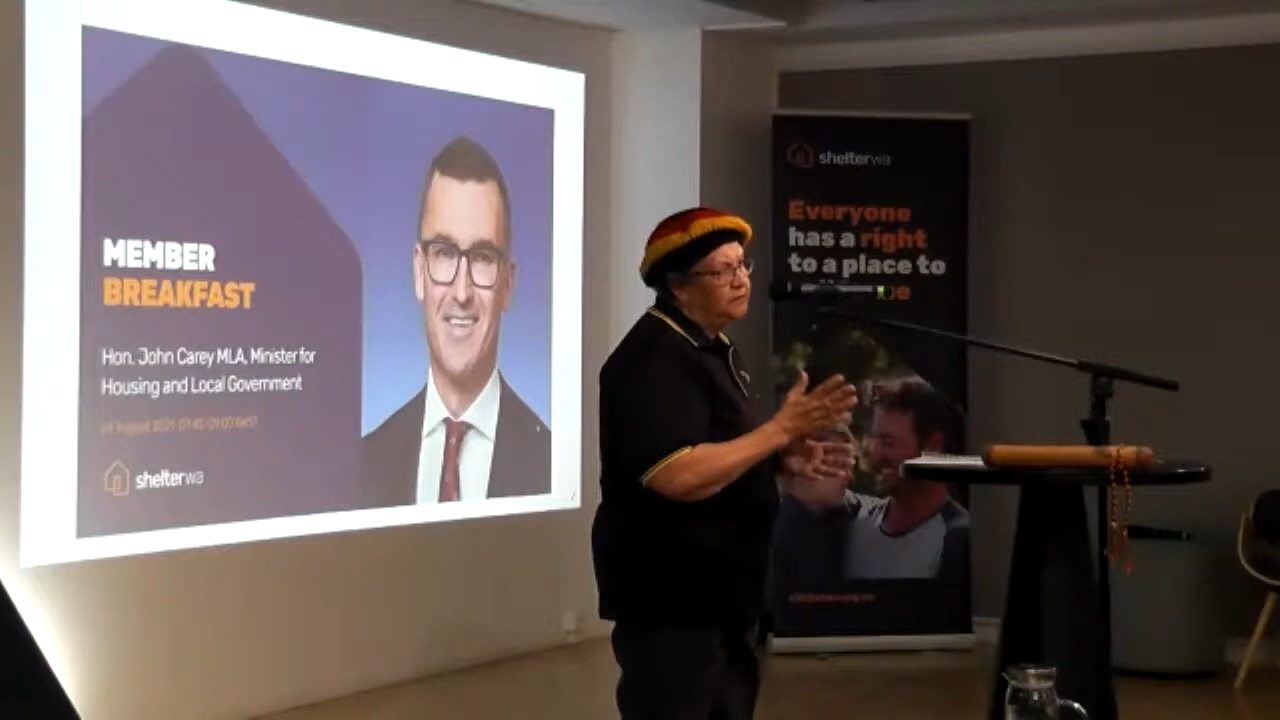 MEMBER
BREAKFAST
Hon. John Carey MLA, Minister for
Housing and Local Government
shelterwa
shelterwa
Everyone
has a right
to a place to